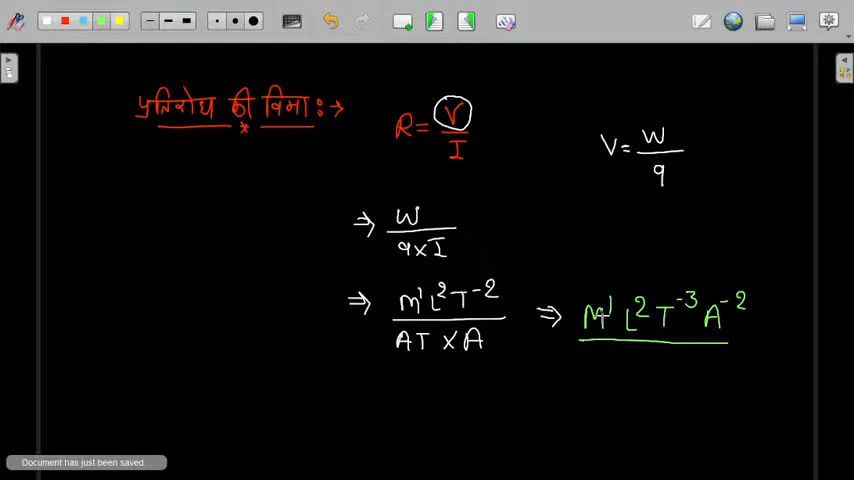 प्रतिरोध की विमा :→
R = V/I
V = W/q
⇒ W/q×I
⇒ M¹L²T⁻²/AT × A ⇒ M¹L²T⁻³A⁻²
Document has just been saved...